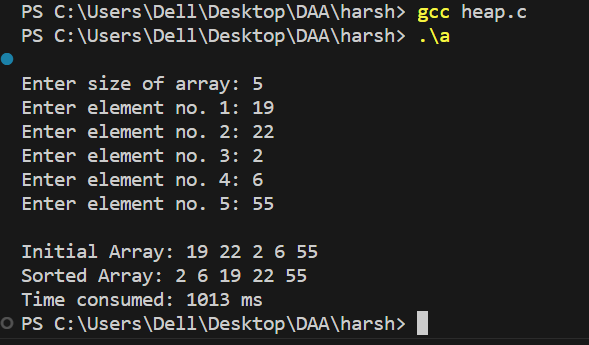 PS C:\Users\Dell\Desktop\DAA\harsh> gcc heap.c
PS C:\Users\Dell\Desktop\DAA\harsh> .\a
Enter size of array: 5
Enter element no. 1: 19
Enter element no. 2: 22
Enter element no. 3: 2
Enter element no. 4: 6
Enter element no. 5: 55
Initial Array: 19 22 2 6 55
Sorted Array: 2 6 19 22 55
Time consumed: 1013 ms
PS C:\Users\Dell\Desktop\DAA\harsh>